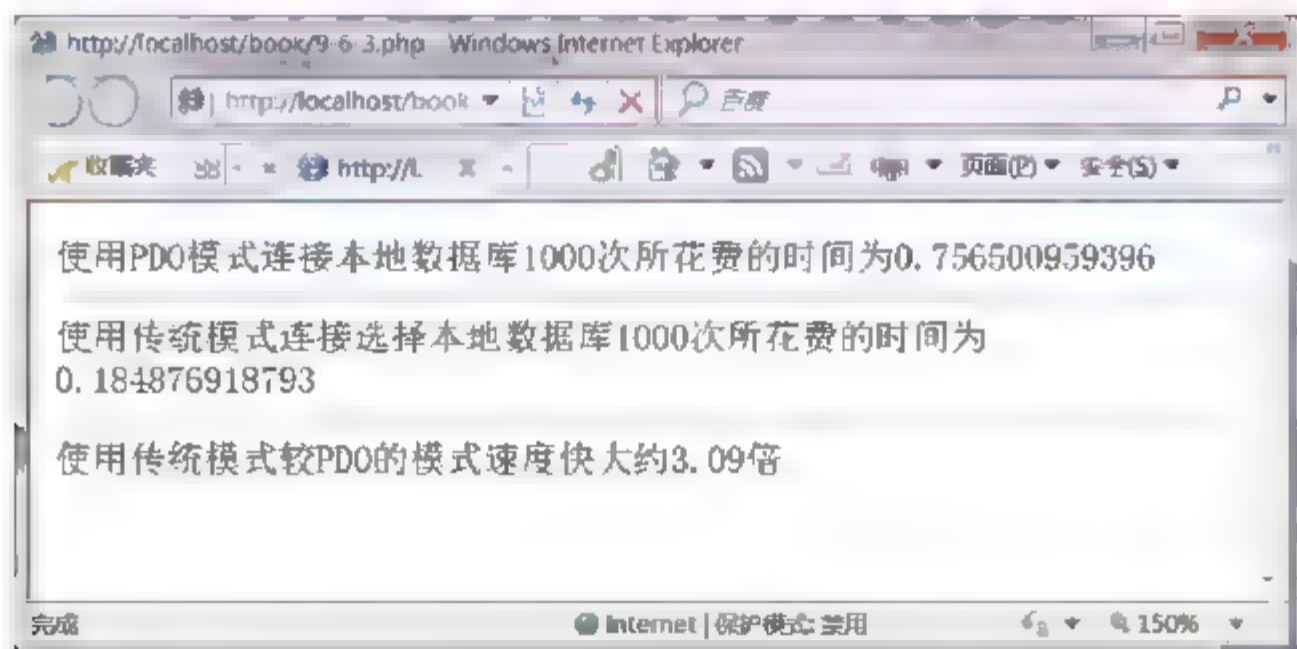 http://localhost/book/9-6-3.php Windows Internet Explorer
http://localhost/book 百度
收藏夹 http://l. 页面(P) 安全(S)
使用PDO模式连接本地数据库1000次所花费的时间为0.756500959396
使用传统模式连接选择本地数据库1000次所花费的时间为
0.184876918793
使用传统模式较PDO的模式速度快大约3.09倍
完成 Internet | 保护模式: 禁用 150%